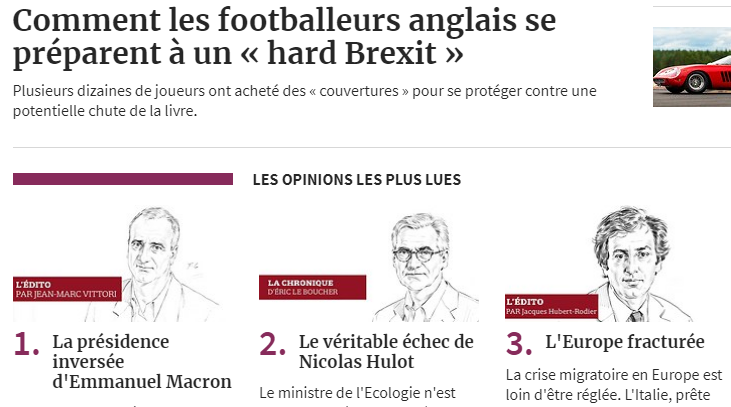 Comment les footballeurs anglais se
préparent à un « hard Brexit »
Plusieurs dizaines de joueurs ont acheté des « couvertures » pour se protéger contre une
potentielle chute de la livre.
LES OPINIONS LES PLUS LUES
L'ÉDITO
PAR JEAN-MARC VITTORI
LA CHRONIQUE
D'ÉRIC LE BOUCHER
L'ÉDITO
PAR Jacques Hubert-Rodier
1. La présidence
inversée
d'Emmanuel Macron
2. Le véritable échec de
Nicolas Hulot
Le ministre de l'Ecologie n'est
3. L'Europe fracturée
La crise migratoire en Europe est
loin d'être réglée. L'Italie, prête